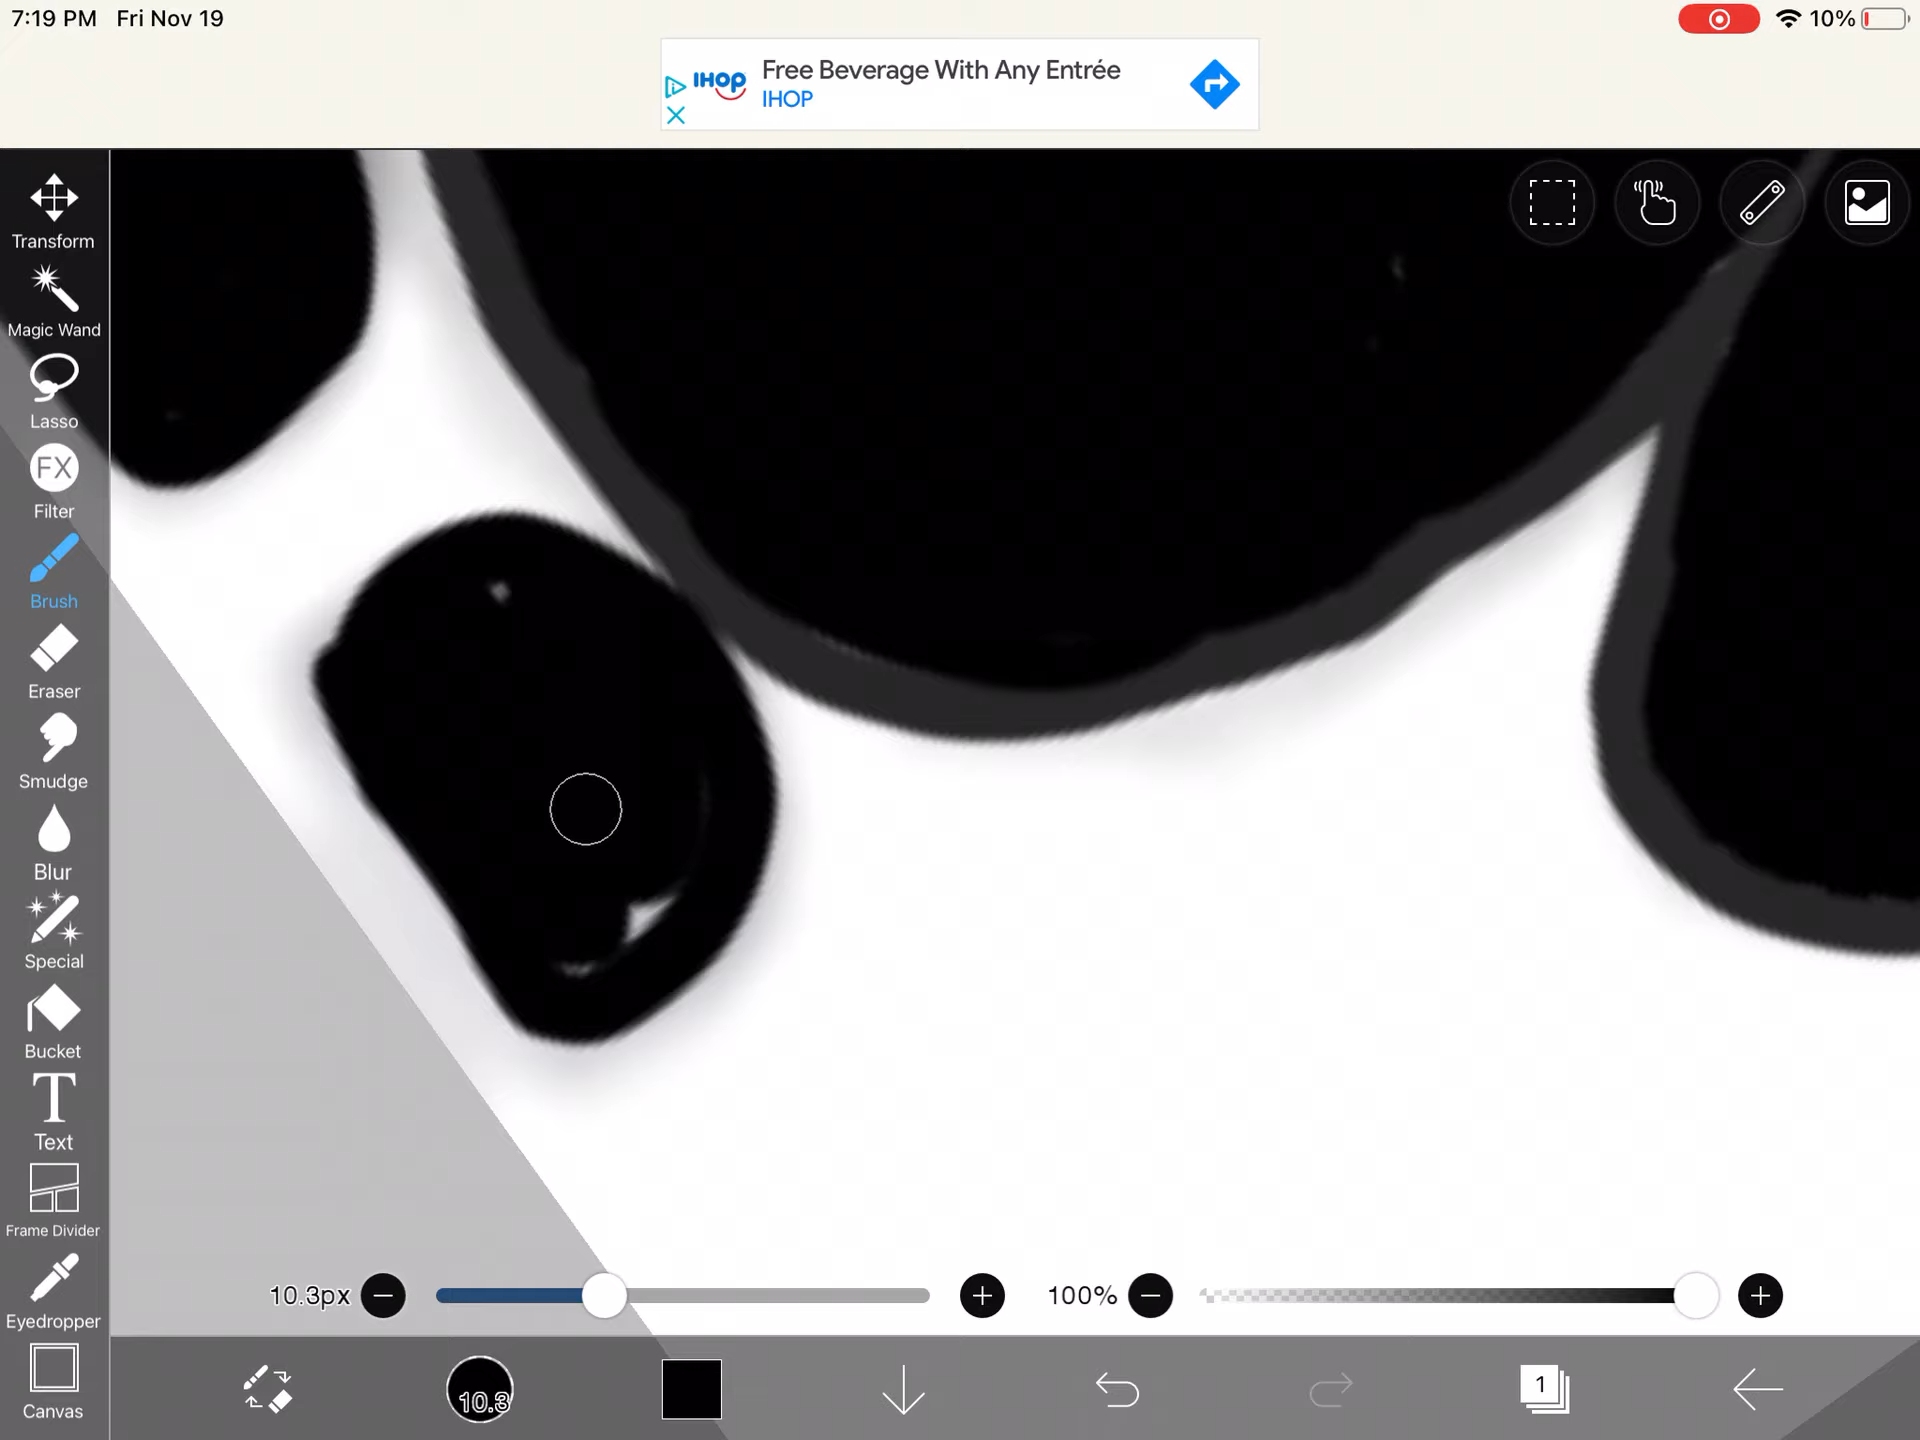 7:19 PM Fri Nov 19
10%
IHOP
Free Beverage With Any Entrée
IHOP
Transform
Magic Wand
Lasso
FX
Filter
Brush
Eraser
Smudge
Blur
Special
Bucket
T
Text
Frame Divider
Eyedropper
Canvas
10.3px
100%
10.3
1